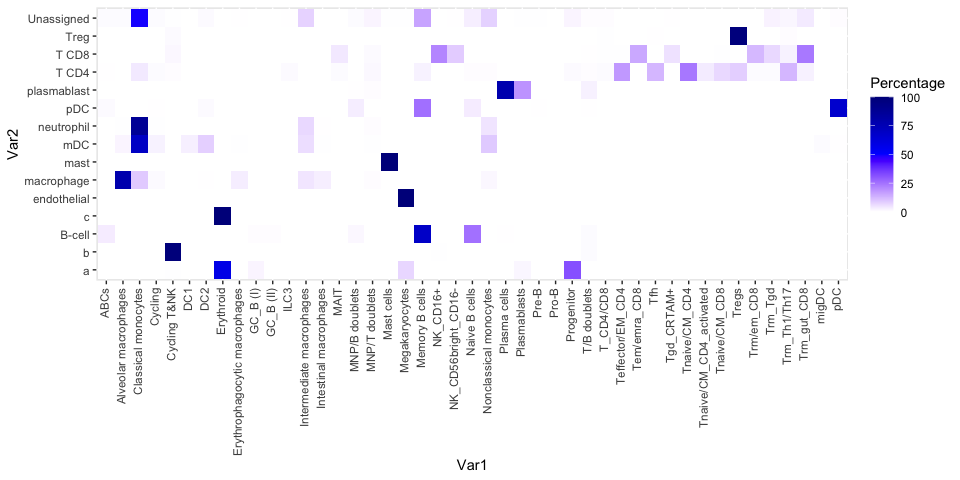 Unassigned
Treg
T CD8
T CD4
plasmablast
pDC
neutrophil
mDC
mast
macrophage
endothelial
c
B-cell
b
a
Var2
ABCs
Alveolar macrophages
Classical monocytes
Cycling
Cycling T&NK
DC1
DC2
Erythroid
Erythrophagocytic macrophages
GC_B (I)
GC_B (II)
ILC3
Intermediate macrophages
Intestinal macrophages
MAIT
MNP/B doublets
MNP/T doublets
Mast cells
Megakaryocytes
Memory B cells
NK_CD16+
NK_CD56bright_CD16-
Naive B cells
Nonclassical monocytes
Plasma cells
Plasmablasts
Pre-B
Pro-B
Progenitor
T/B doublets
T_CD4/CD8
Teffector/EM_CD4
Tem/emra_CD8
Tfh
Tgd_CRTAM+
Tnaive/CM_CD4
Tnaive/CM_CD4_activated
Tnaive/CM_CD8
Tregs
Trm/em_CD8
Trm_Tgd
Trm_Th1/Th17
Trm_gut_CD8
migDC
pDC
Var1
Percentage
100
75
50
25
0